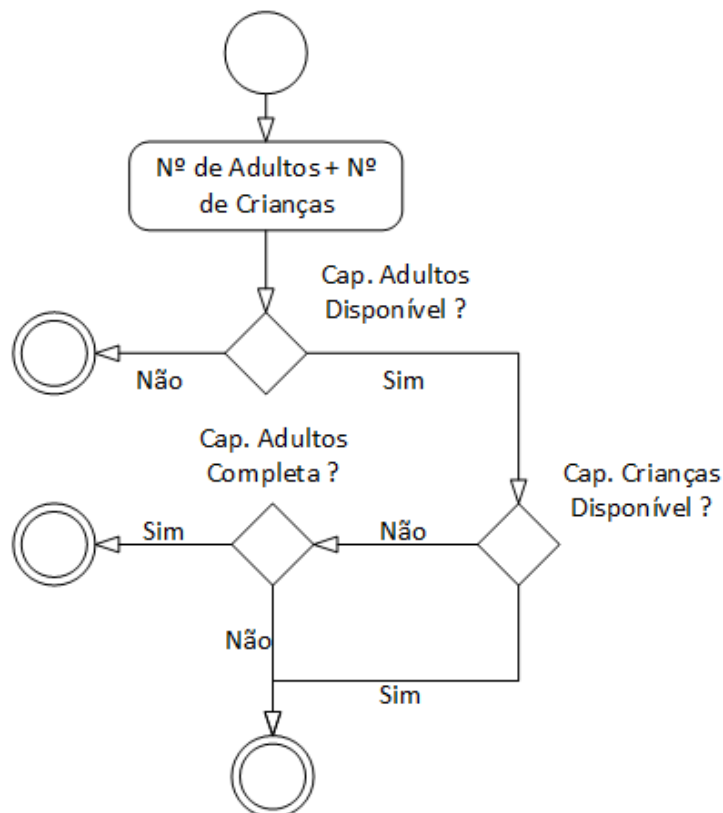 Nº de Adultos + Nº
de Crianças
Cap. Adultos
Disponível ?
Não
Sim
Cap. Adultos
Completa ?
Cap. Crianças
Disponível ?
Sim
Não
Não
Sim